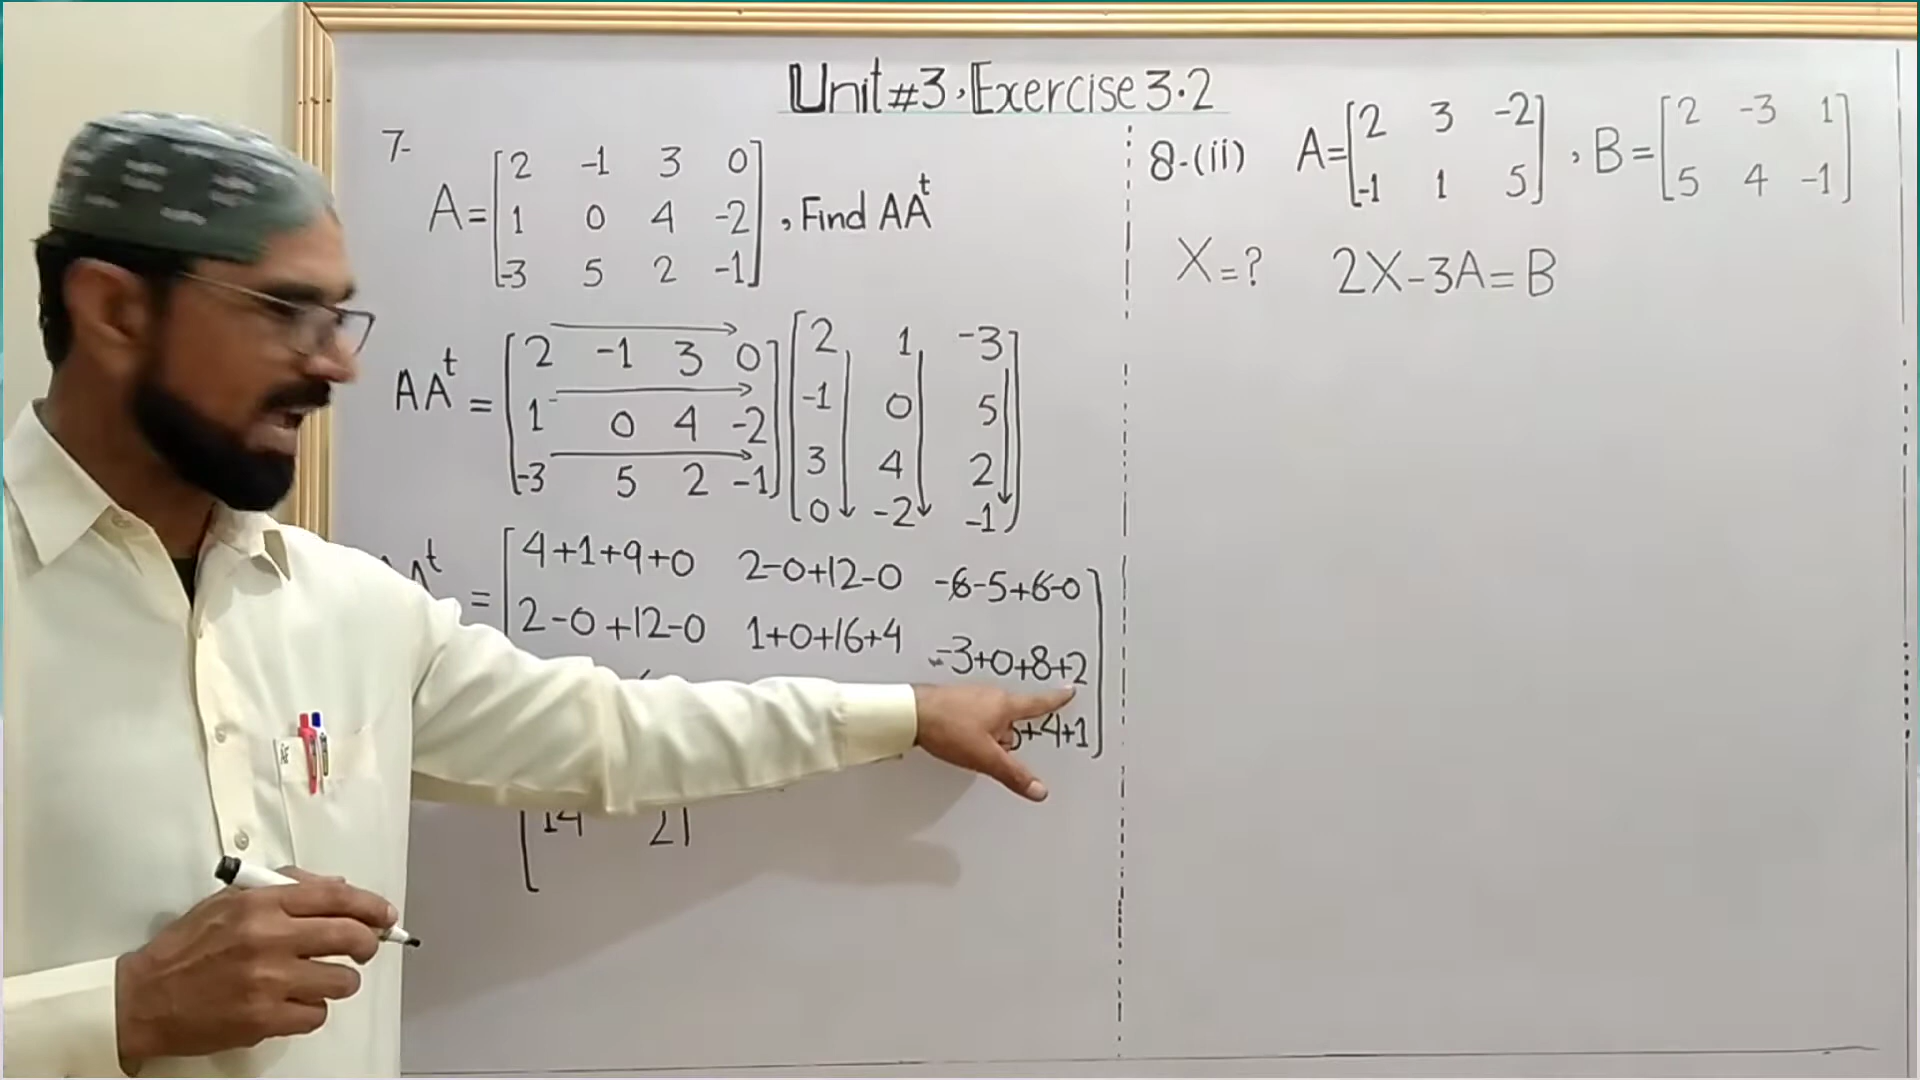 Unit#3, Exercise 3.2
7-
A=[2 -1 3 0
1 0 4 -2
-3 5 2 -1], Find AA^t
AA^t = [2 -1 3 0
1 0 4 -2
-3 5 2 -1] [2 1 -3
-1 0 5
3 4 2
0 -2 -1]
= [4+1+9+0 2-0+12-0 -6-5+6-0
2-0+12-0 1+0+16+4 -3+0+8+2
+4+1]
[14 21
8-(ii) A=[2 3 -2
-1 1 5], B=[2 -3 1
5 4 -1]
X=? 2X-3A=B